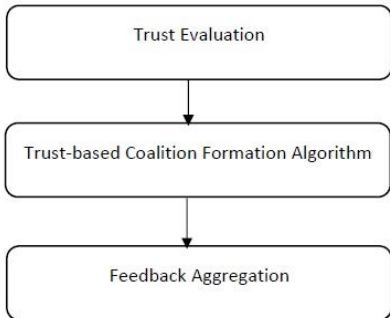 Trust Evaluation
Trust-based Coalition Formation Algorithm
Feedback Aggregation